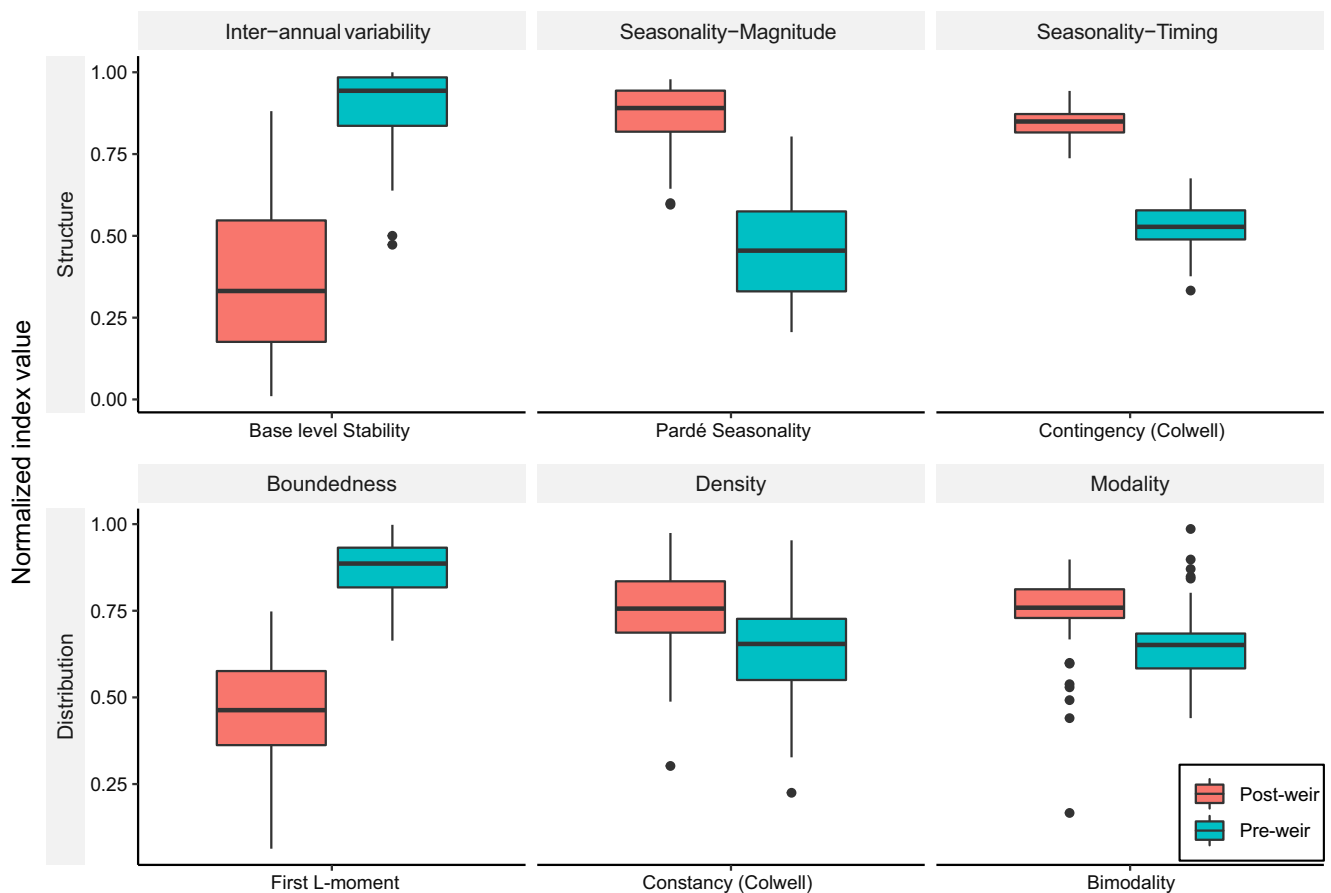 Inter−annual variability
Seasonality−Magnitude
Seasonality−Timing
Structure
1.00
0.75
0.50
0.25
0.00
Base level Stability
Pardé Seasonality
Contingency (Colwell)
Normalized index value
Boundedness
Density
Modality
Distribution
1.00
0.75
0.50
0.25
First L-moment
Constancy (Colwell)
Bimodality
Post-weir
Pre-weir